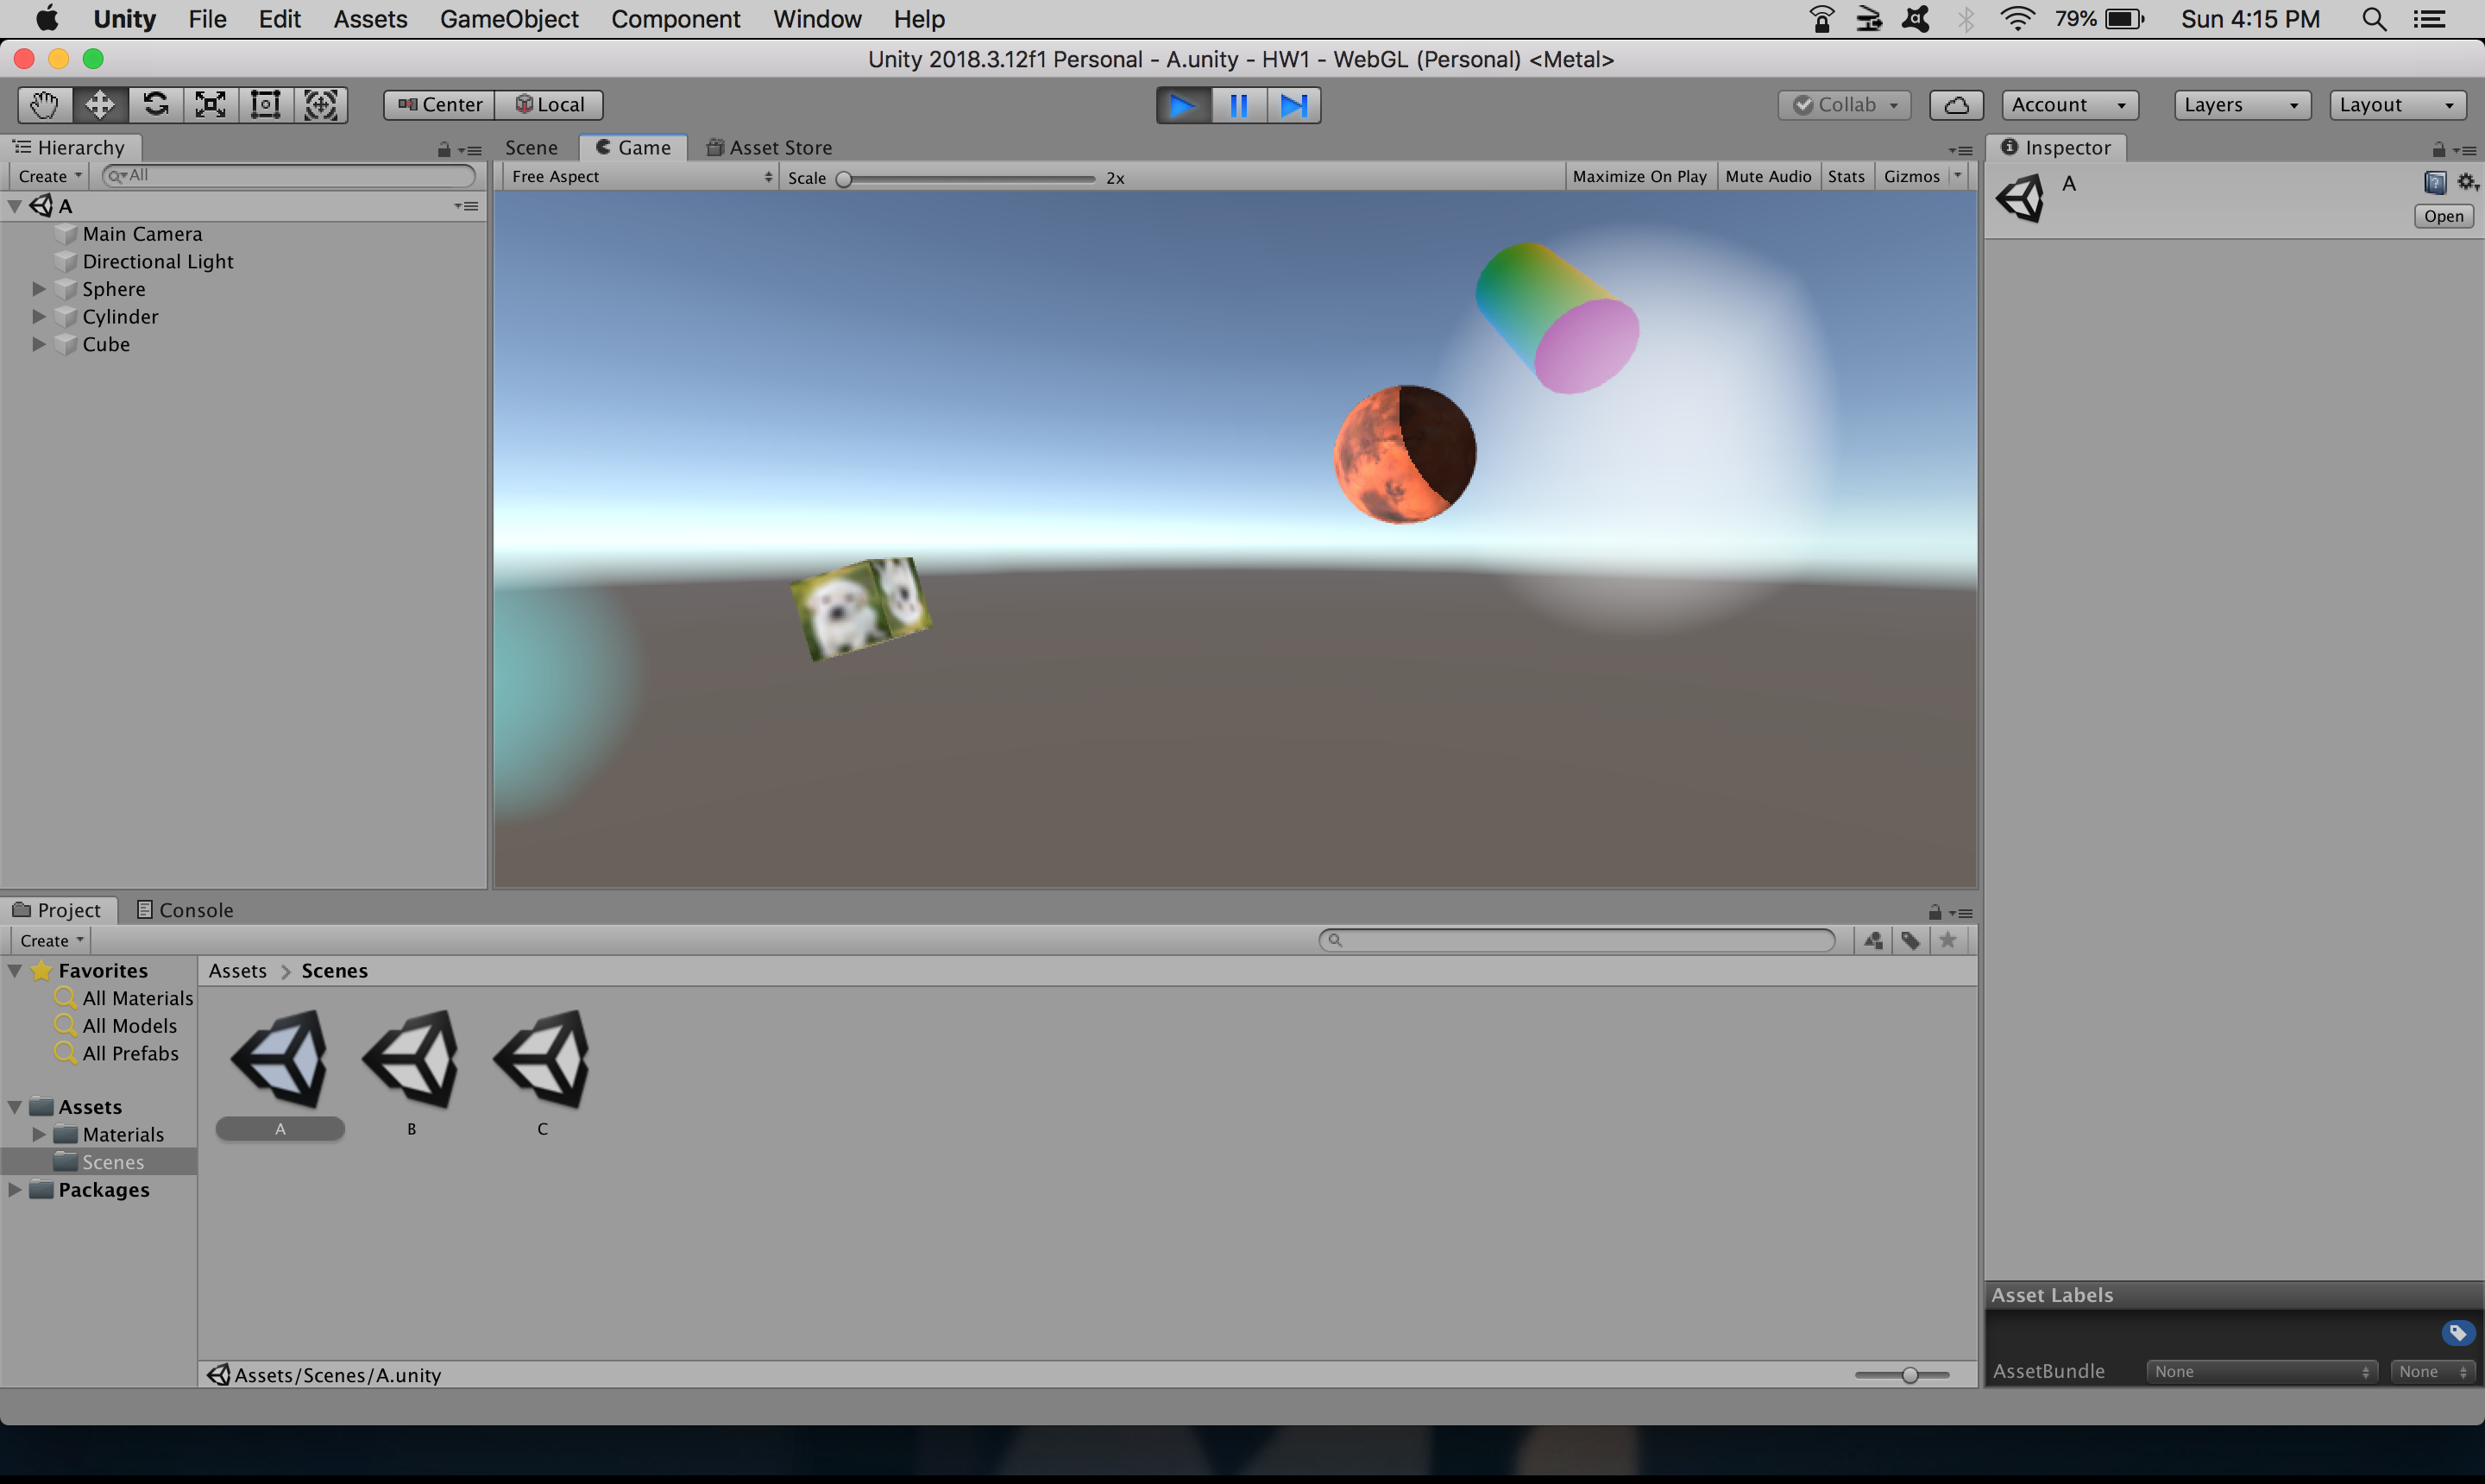 Unity File Edit Assets GameObject Component Window Help 79% Sun 4:15 PM
Unity 2018.3.12f1 Personal - A.unity - HW1 - WebGL (Personal) <Metal>
Center Local Collab Account Layers Layout
Hierarchy Scene Game Asset Store Inspector
Create All Free Aspect Scale 2x Maximize On Play Mute Audio Stats Gizmos A
A Open
Main Camera
Directional Light
Sphere
Cylinder
Cube
Project Console
Create
Favorites Assets Scenes
All Materials
All Models
All Prefabs
Assets
Materials A B C
Scenes
Packages
Asset Labels
Assets/Scenes/A.unity AssetBundle None None